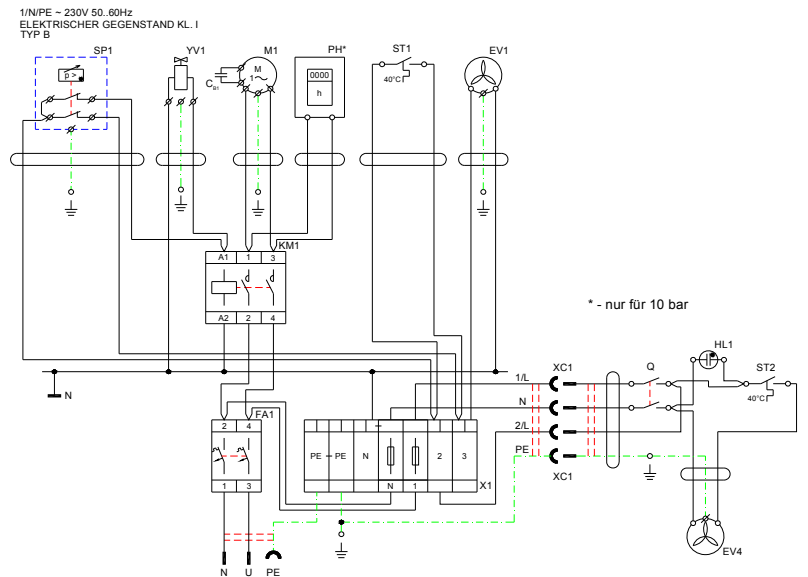 1/N/PE ~ 230V 50..60Hz
ELEKTRISCHER GEGENSTAND KL. I
TYP B
SP1 YV1 M1 PH* ST1 EV1
p >
M
1~
C B1
0000
h
40°C
KM1
A1 1 3
A2 2 4
* - nur für 10 bar
N
HL1
XC1 Q ST2
1/L
N
2/L
PE
40°C
XC1
FA1
2 4
1 3
PE PE N 2 3
N 1
X1
EV4
N U PE